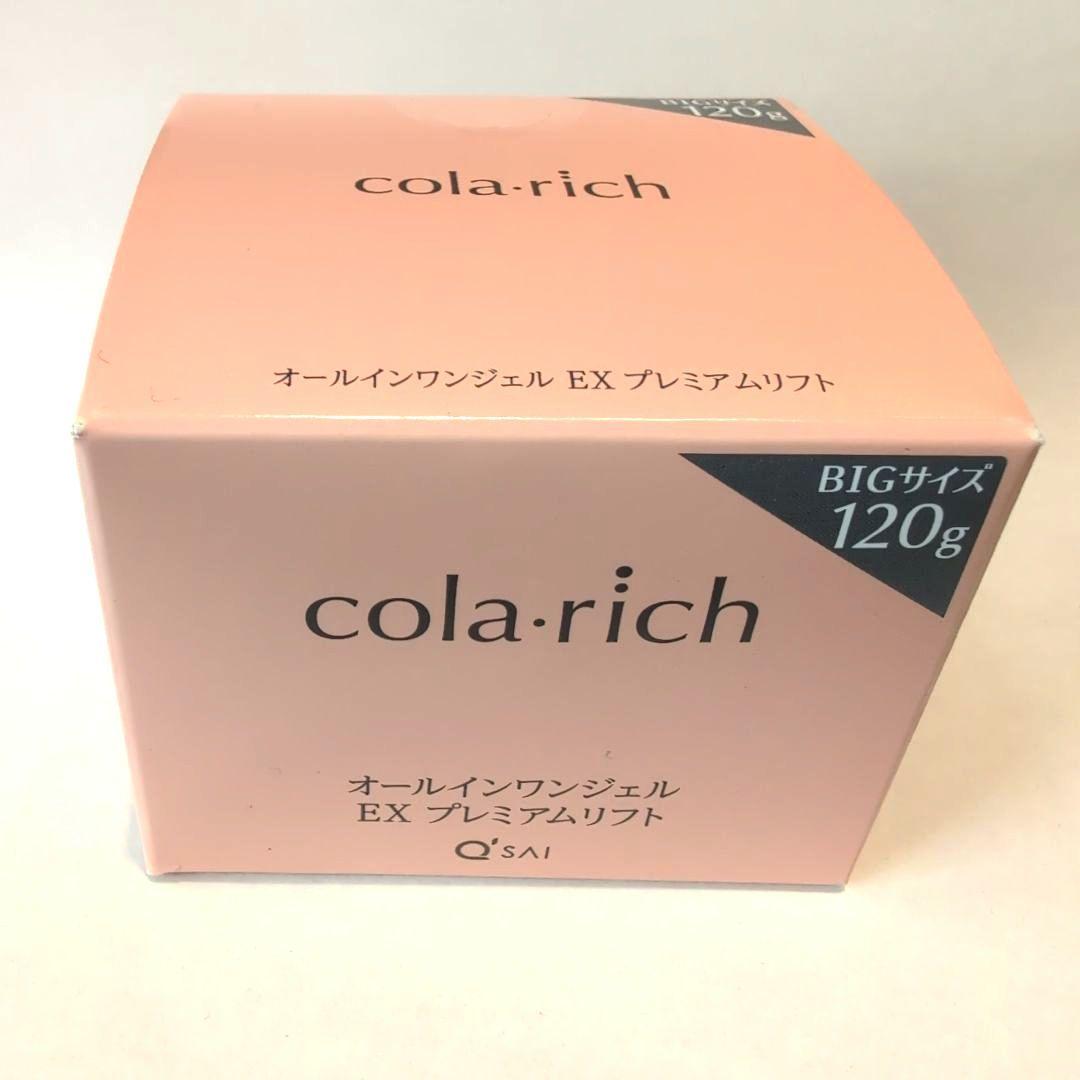 BIGサイズ
120g
cola・rich
オールインワンジェル EX プレミアムリフト
BIGサイズ
120g
cola・rich
オールインワンジェル
EX プレミアムリフト
Q'SAI